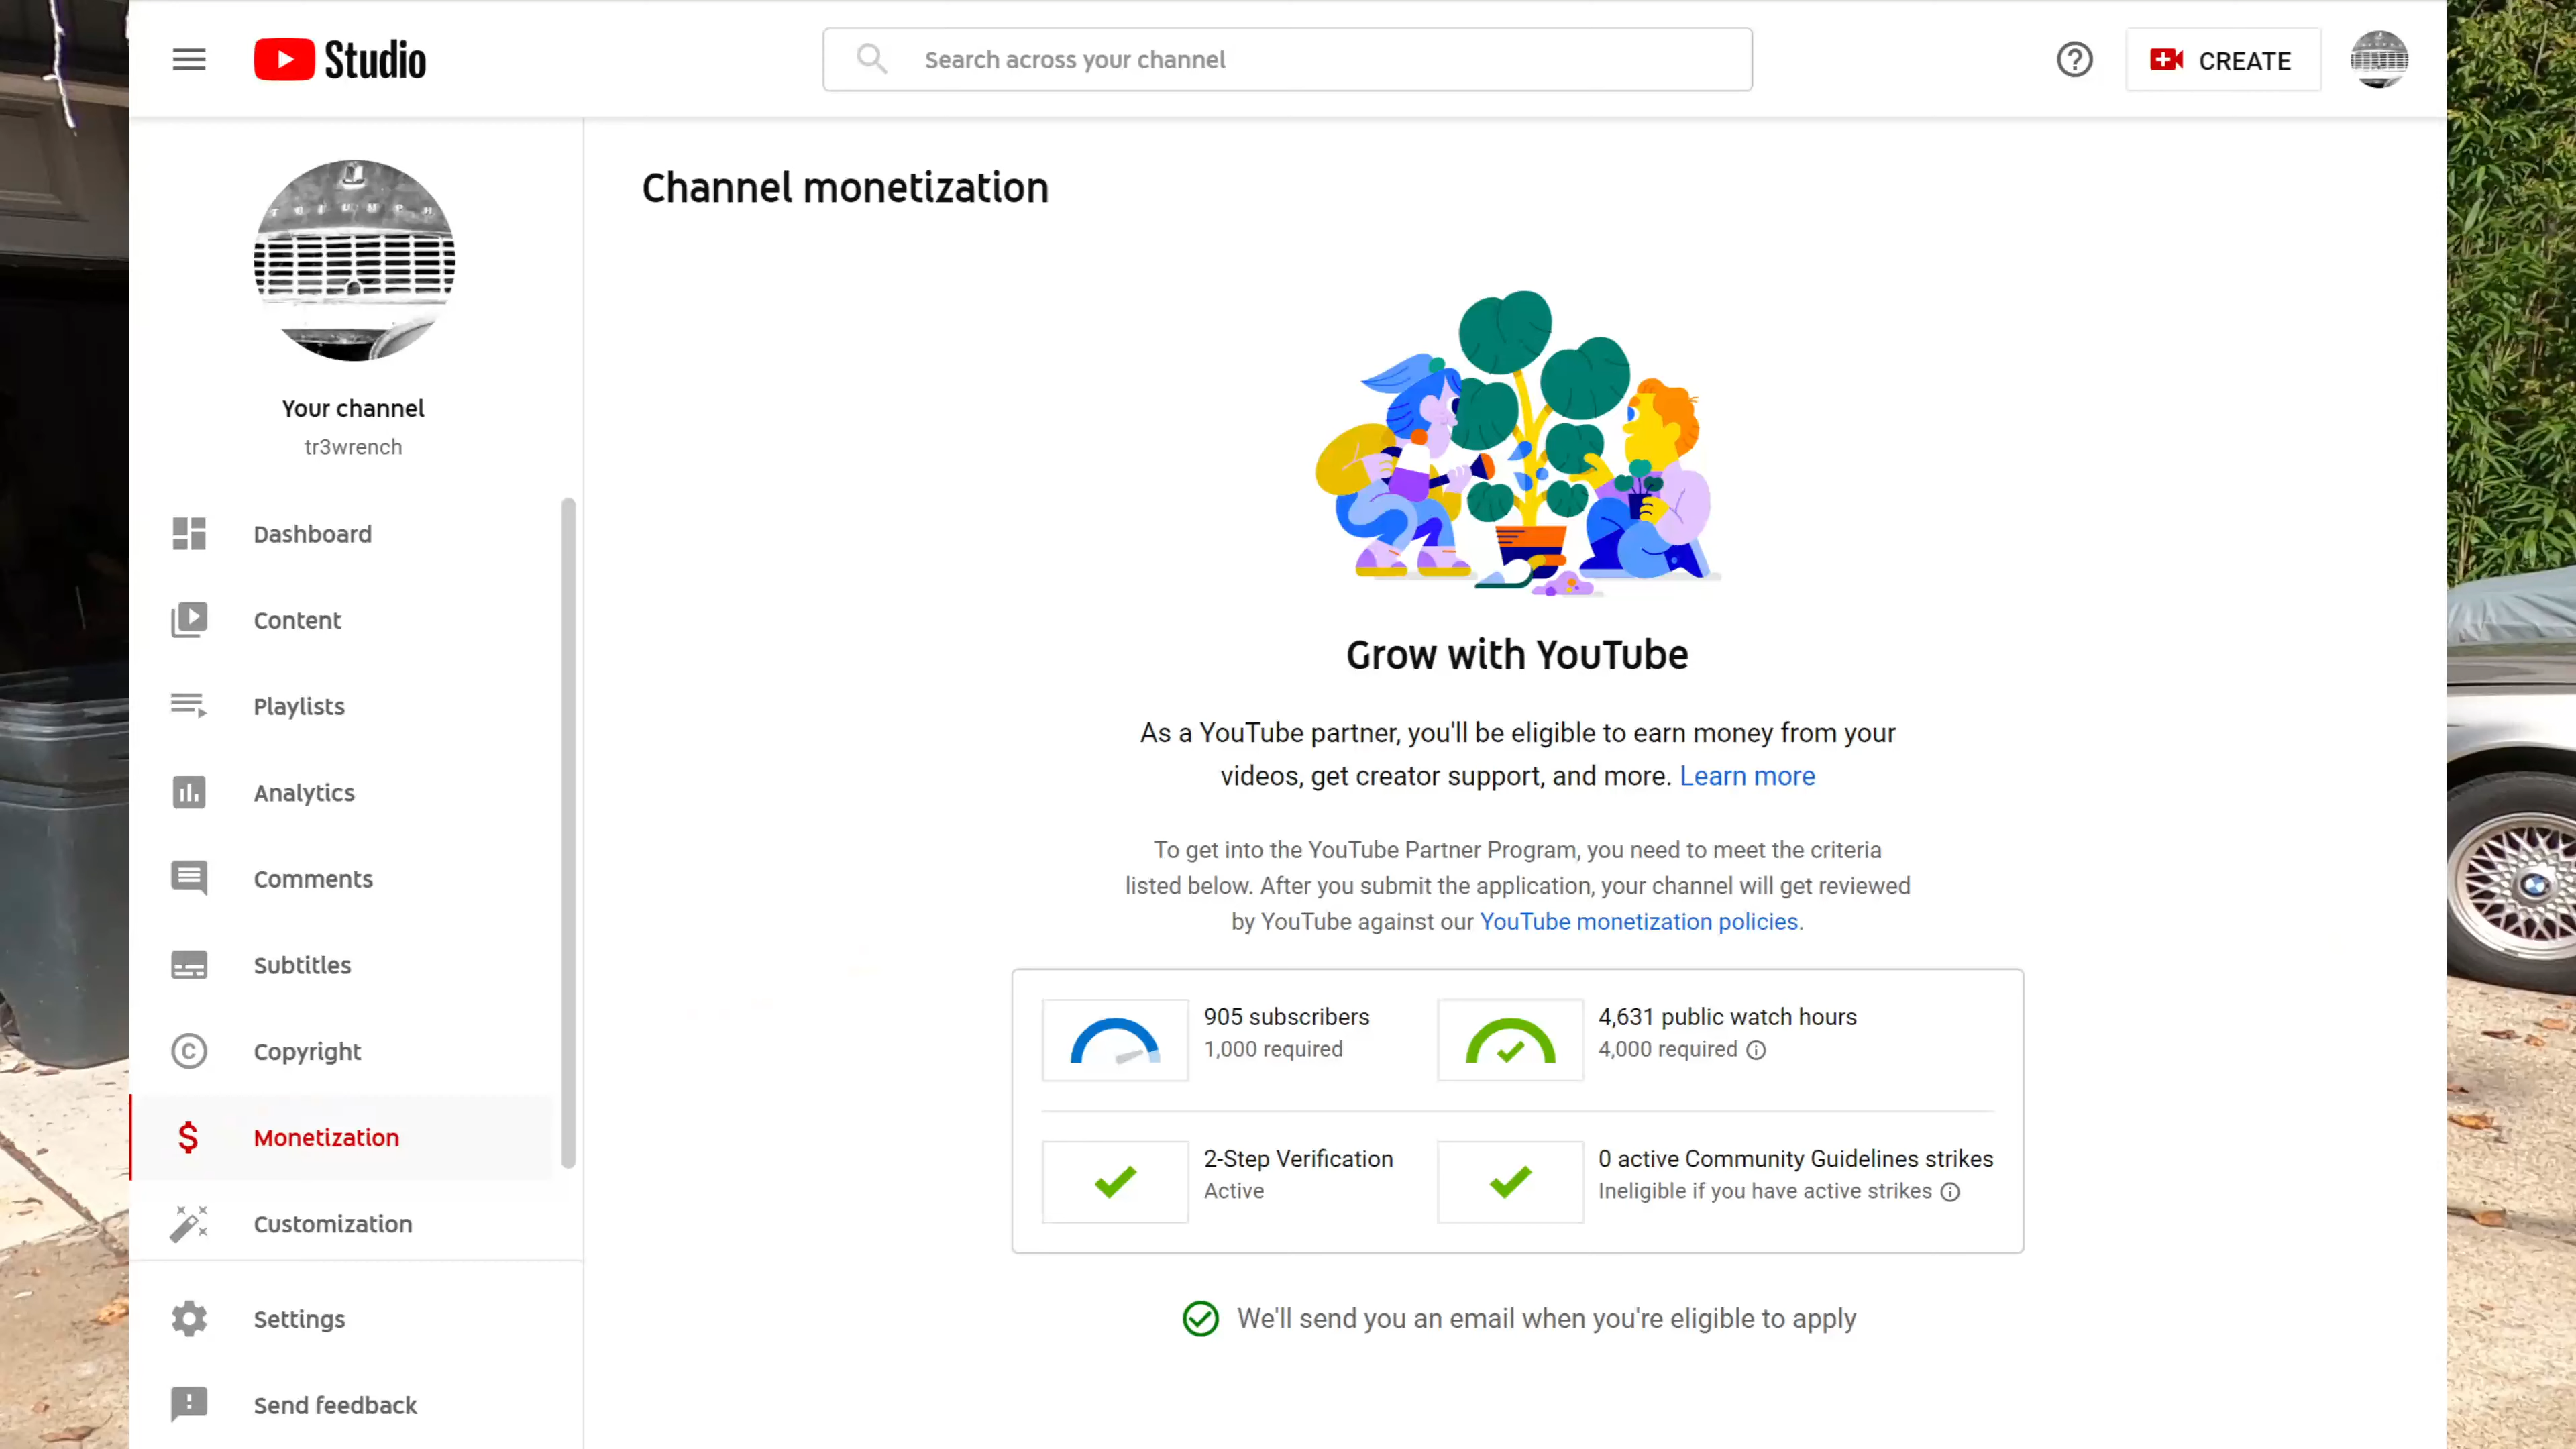 Studio
Search across your channel
CREATE
TRIUMPH
Your channel
tr3wrench
Dashboard
Content
Playlists
Analytics
Comments
Subtitles
Copyright
Monetization
Customization
Settings
Send feedback
Channel monetization
Grow with YouTube
As a YouTube partner, you'll be eligible to earn money from your
videos, get creator support, and more. Learn more
To get into the YouTube Partner Program, you need to meet the criteria
listed below. After you submit the application, your channel will get reviewed
by YouTube against our YouTube monetization policies.
905 subscribers
1,000 required
4,631 public watch hours
4,000 required
2-Step Verification
Active
0 active Community Guidelines strikes
Ineligible if you have active strikes
We'll send you an email when you're eligible to apply